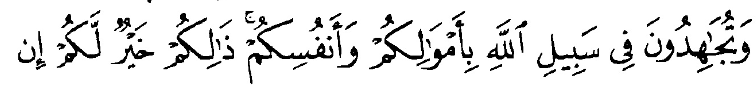 وَتُجَٰهِدُونَ فِى سَبِيلِ ٱللَّهِ بِأَمْوَٰلِكُمْ وَأَنفُسِكُمْ ۚ ذَٰلِكُمْ خَيْرٌ لَّكُمْ إِن